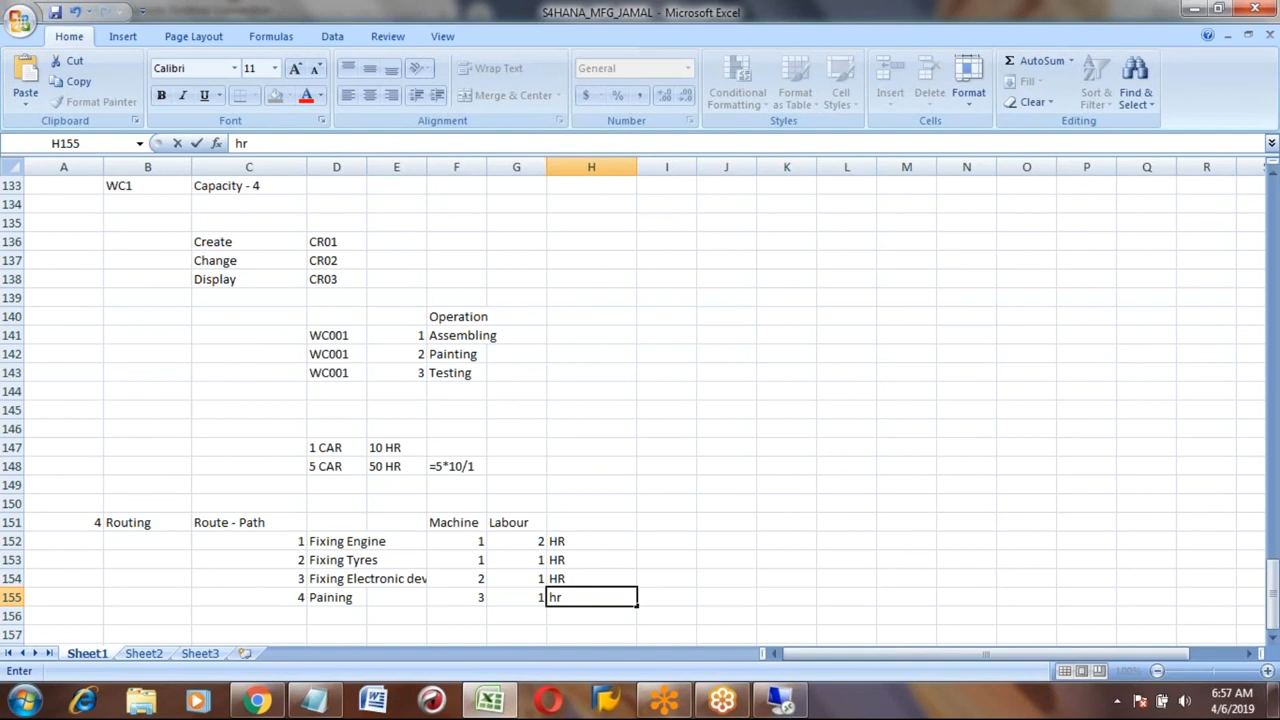 S4HANA_MFG_JAMAL - Microsoft Excel
Home Insert Page Layout Formulas Data Review View
Paste
Cut
Copy
Format Painter
Clipboard
Calibri 11
B I U
Font
Wrap Text
Merge & Center
Alignment
General
$ % ,
Number
Conditional Formatting
Format as Table
Cell Styles
Styles
Insert Delete Format
Cells
AutoSum
Fill
Clear
Sort & Filter
Find & Select
Editing
H155 fx hr
A B C D E F G H I J K L M N O P Q R
133 WC1 Capacity - 4
134
135
136 Create CR01
137 Change CR02
138 Display CR03
139
140 Operation
141 WC001 1 Assembling
142 WC001 2 Painting
143 WC001 3 Testing
144
145
146
147 1 CAR 10 HR
148 5 CAR 50 HR =5*10/1
149
150
151 4 Routing Route - Path Machine Labour
152 1 Fixing Engine 1 2 HR
153 2 Fixing Tyres 1 1 HR
154 3 Fixing Electronic dev 2 1 HR
155 4 Paining 3 1 hr
156
157
Sheet1 Sheet2 Sheet3
Enter 100%
6:57 AM
4/6/2019